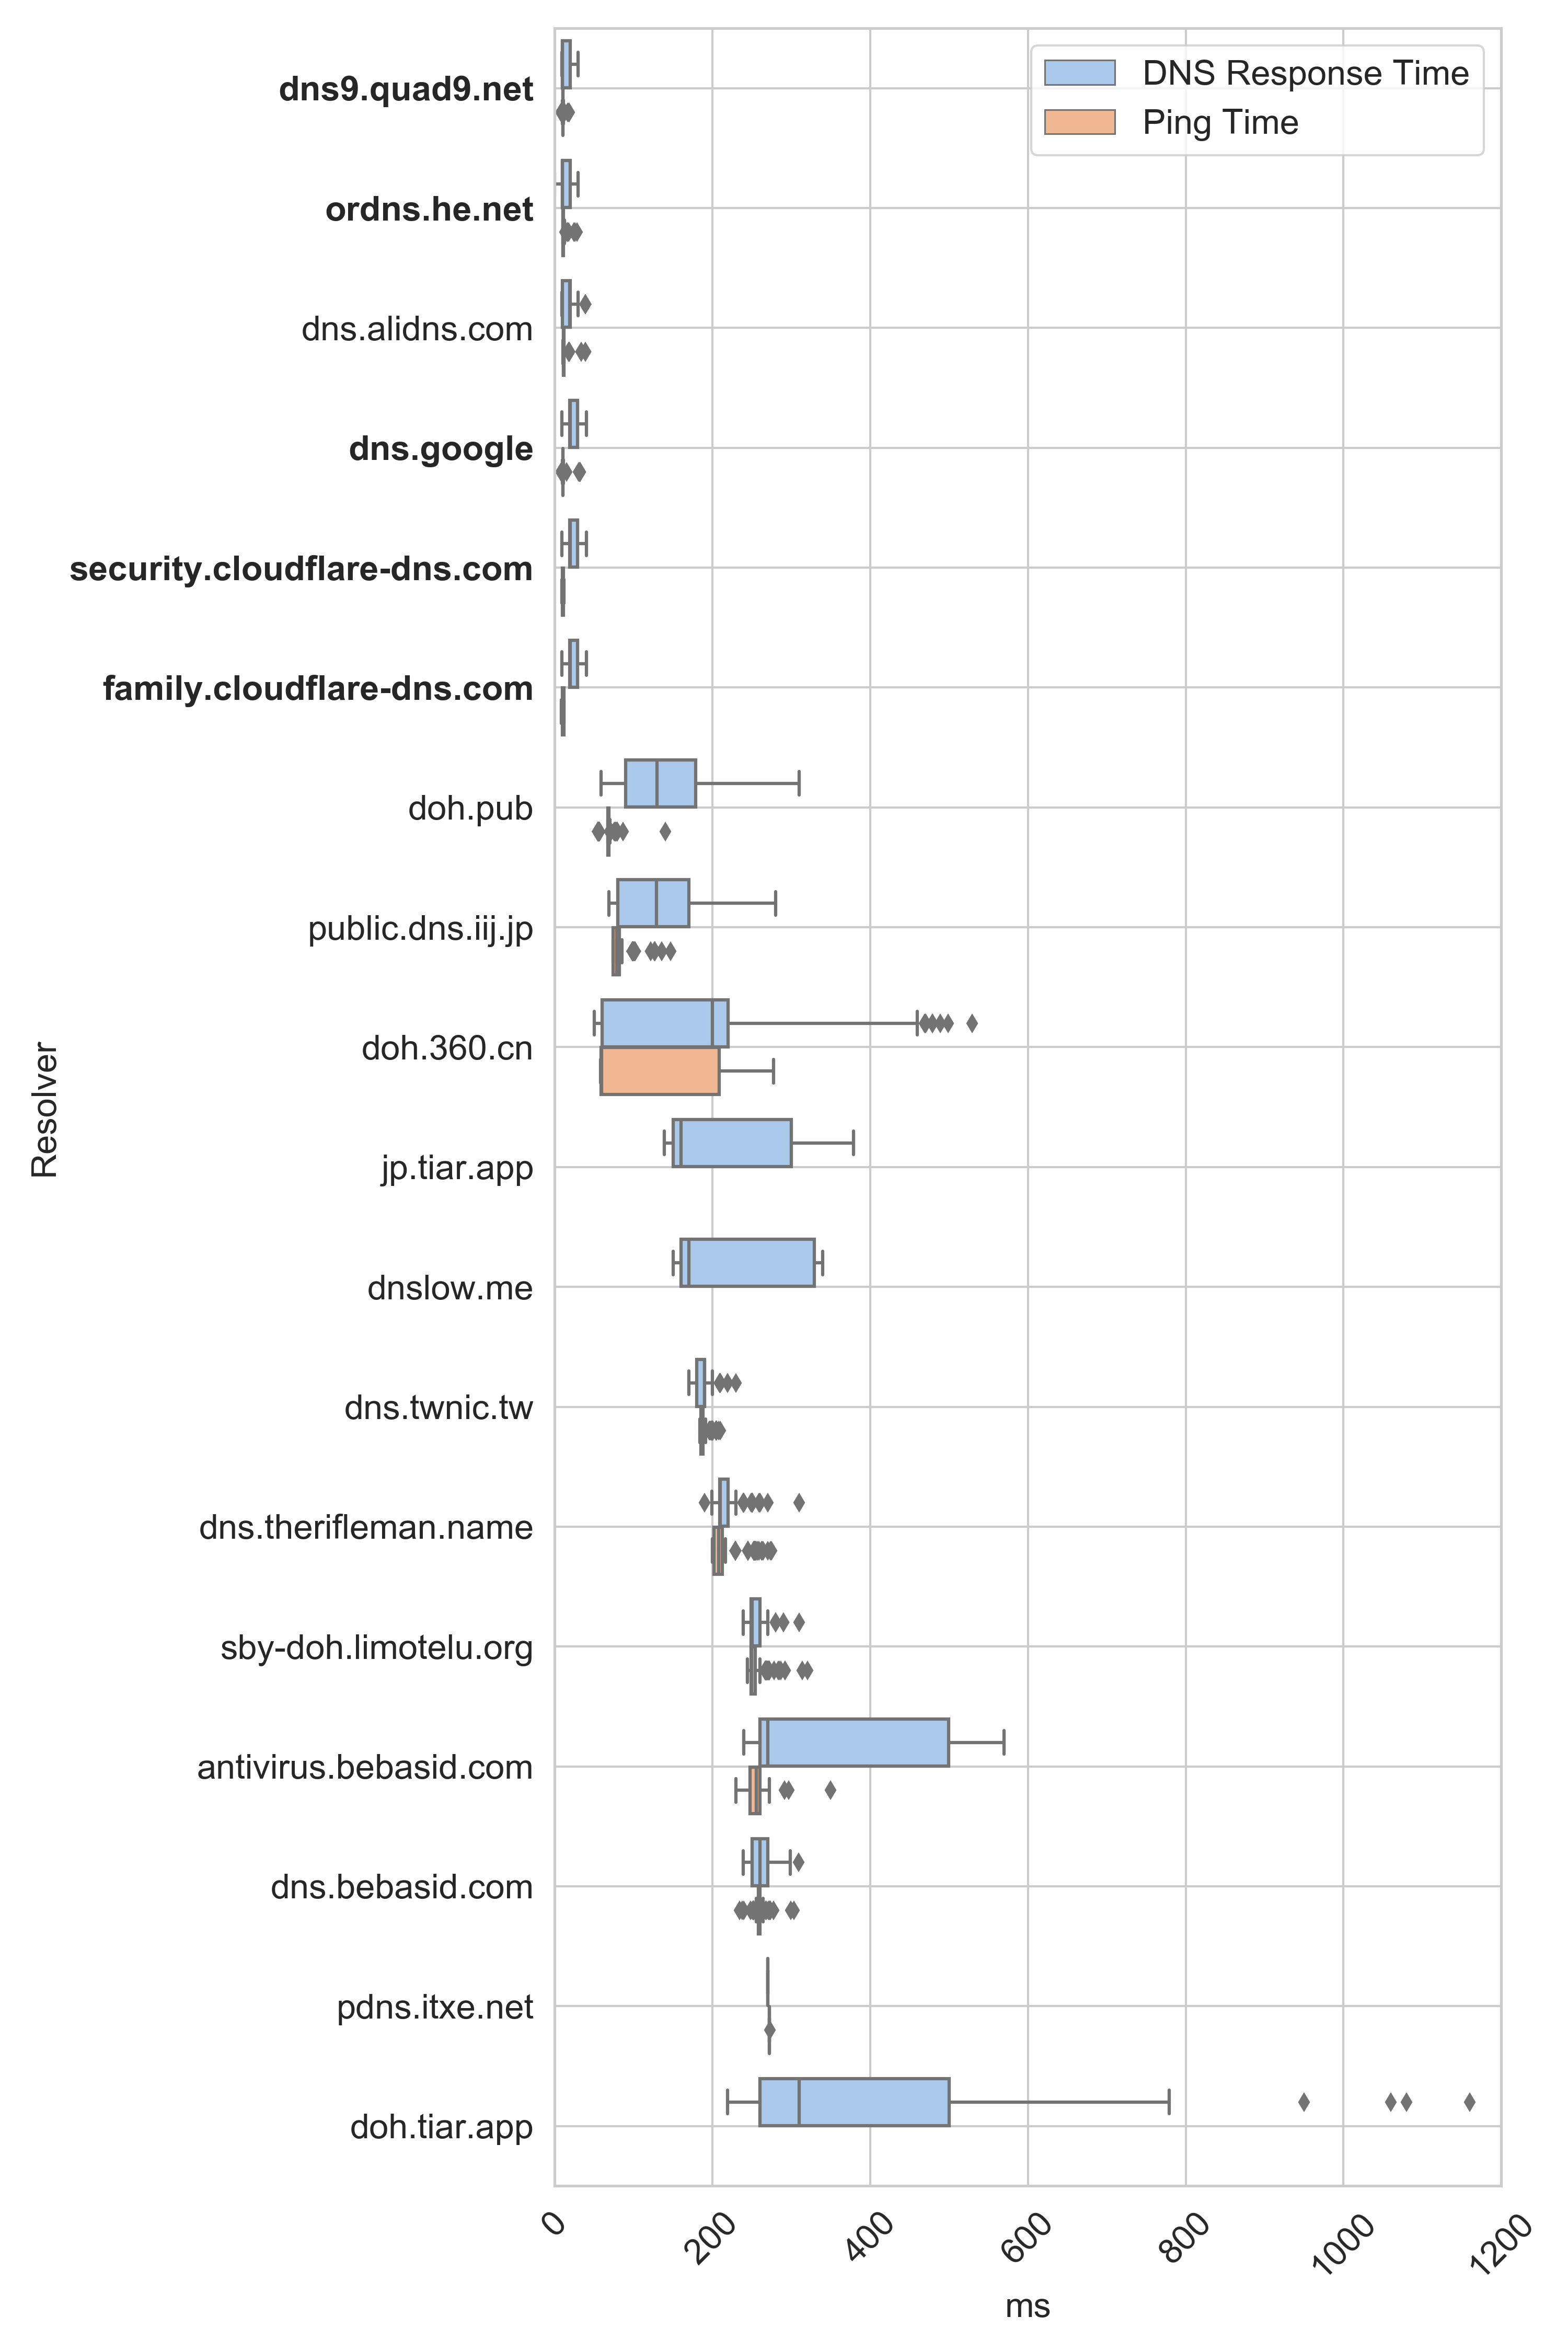 DNS Response Time
Ping Time
dns9.quad9.net
ordns.he.net
dns.alidns.com
dns.google
security.cloudflare-dns.com
family.cloudflare-dns.com
doh.pub
public.dns.iij.jp
doh.360.cn
jp.tiar.app
dnslow.me
dns.twnic.tw
dns.therifleman.name
sby-doh.limotelu.org
antivirus.bebasid.com
dns.bebasid.com
pdns.itxe.net
doh.tiar.app
Resolver
0 200 400 600 800 1000 1200
ms